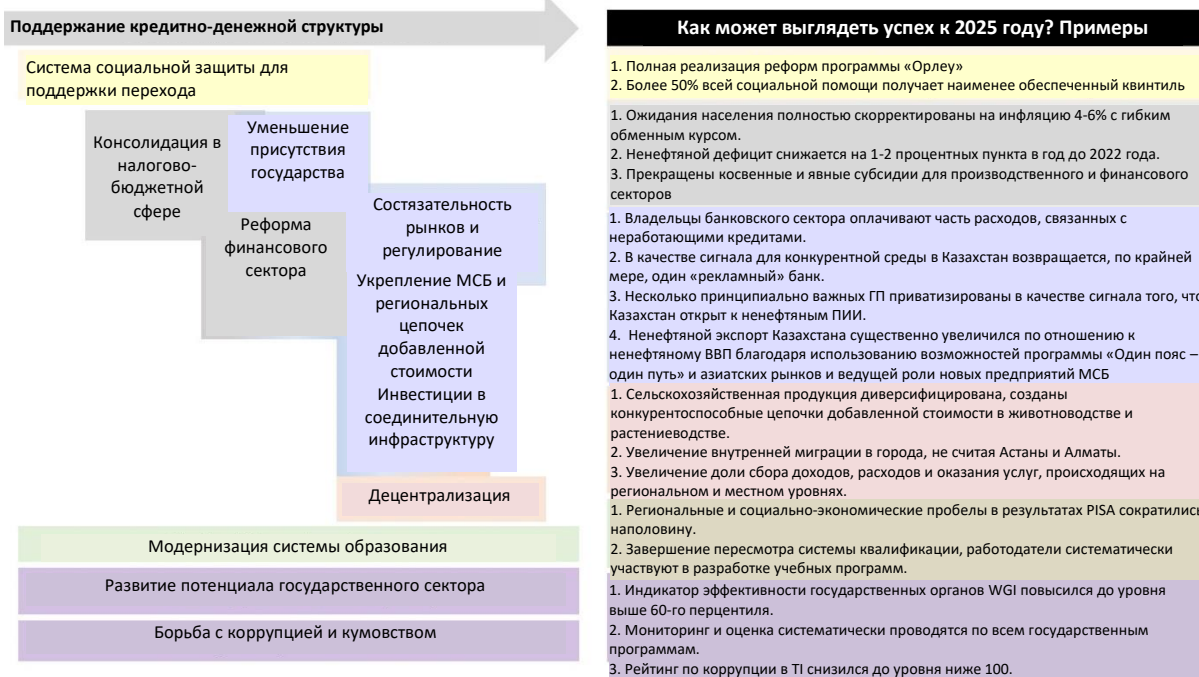 Поддержание кредитно-денежной структуры
Система социальной защиты для
поддержки перехода
Консолидация в
налогово-
бюджетной
сфере
Уменьшение
присутствия
государства
Реформа
финансового
сектора
Состязательность
рынков и
регулирование
Укрепление МСБ и
региональных
цепочек
добавленной
стоимости
Инвестиции в
соединительную
инфраструктуру
Децентрализация
Модернизация системы образования
Развитие потенциала государственного сектора
Борьба с коррупцией и кумовством
Как может выглядеть успех к 2025 году? Примеры
1. Полная реализация реформ программы «Орлеу»
2. Более 50% всей социальной помощи получает наименее обеспеченный квинтиль
1. Ожидания населения полностью скорректированы на инфляцию 4-6% с гибким
обменным курсом.
2. Ненефтяной дефицит снижается на 1-2 процентных пункта в год до 2022 года.
3. Прекращены косвенные и явные субсидии для производственного и финансового
секторов
1. Владельцы банковского сектора оплачивают часть расходов, связанных с
неработающими кредитами.
2. В качестве сигнала для конкурентной среды в Казахстан возвращается, по крайней
мере, один «рекламный» банк.
3. Несколько принципиально важных ГП приватизированы в качестве сигнала того, что
Казахстан открыт к ненефтяным ПИИ.
4. Ненефтяной экспорт Казахстана существенно увеличился по отношению к
ненефтяному ВВП благодаря использованию возможностей программы «Один пояс –
один путь» и азиатских рынков и ведущей роли новых предприятий МСБ
1. Сельскохозяйственная продукция диверсифицирована, созданы
конкурентоспособные цепочки добавленной стоимости в животноводстве и
растениеводстве.
2. Увеличение внутренней миграции в города, не считая Астаны и Алматы.
3. Увеличение доли сбора доходов, расходов и оказания услуг, происходящих на
региональном и местном уровнях.
1. Региональные и социально-экономические пробелы в результатах PISA сократились
наполовину.
2. Завершение пересмотра системы квалификации, работодатели систематически
участвуют в разработке учебных программ.
1. Индикатор эффективности государственных органов WGI повысился до уровня
выше 60-го перцентиля.
2. Мониторинг и оценка систематически проводятся по всем государственным
программам.
3. Рейтинг по коррупции в TI снизился до уровня ниже 100.